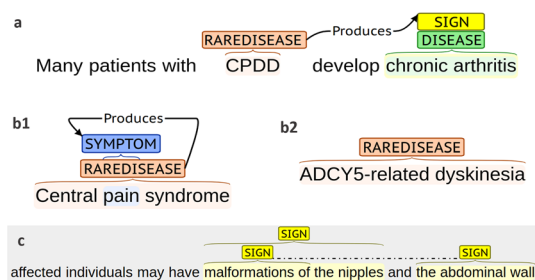 a
SIGN
Produces
RAREDISEASE
DISEASE
Many patients with CPDD develop chronic arthritis
b1
Produces
SYMPTOM
RAREDISEASE
Central pain syndrome
b2
RAREDISEASE
ADCY5-related dyskinesia
c
SIGN
SIGN
SIGN
affected individuals may have malformations of the nipples and the abdominal wall